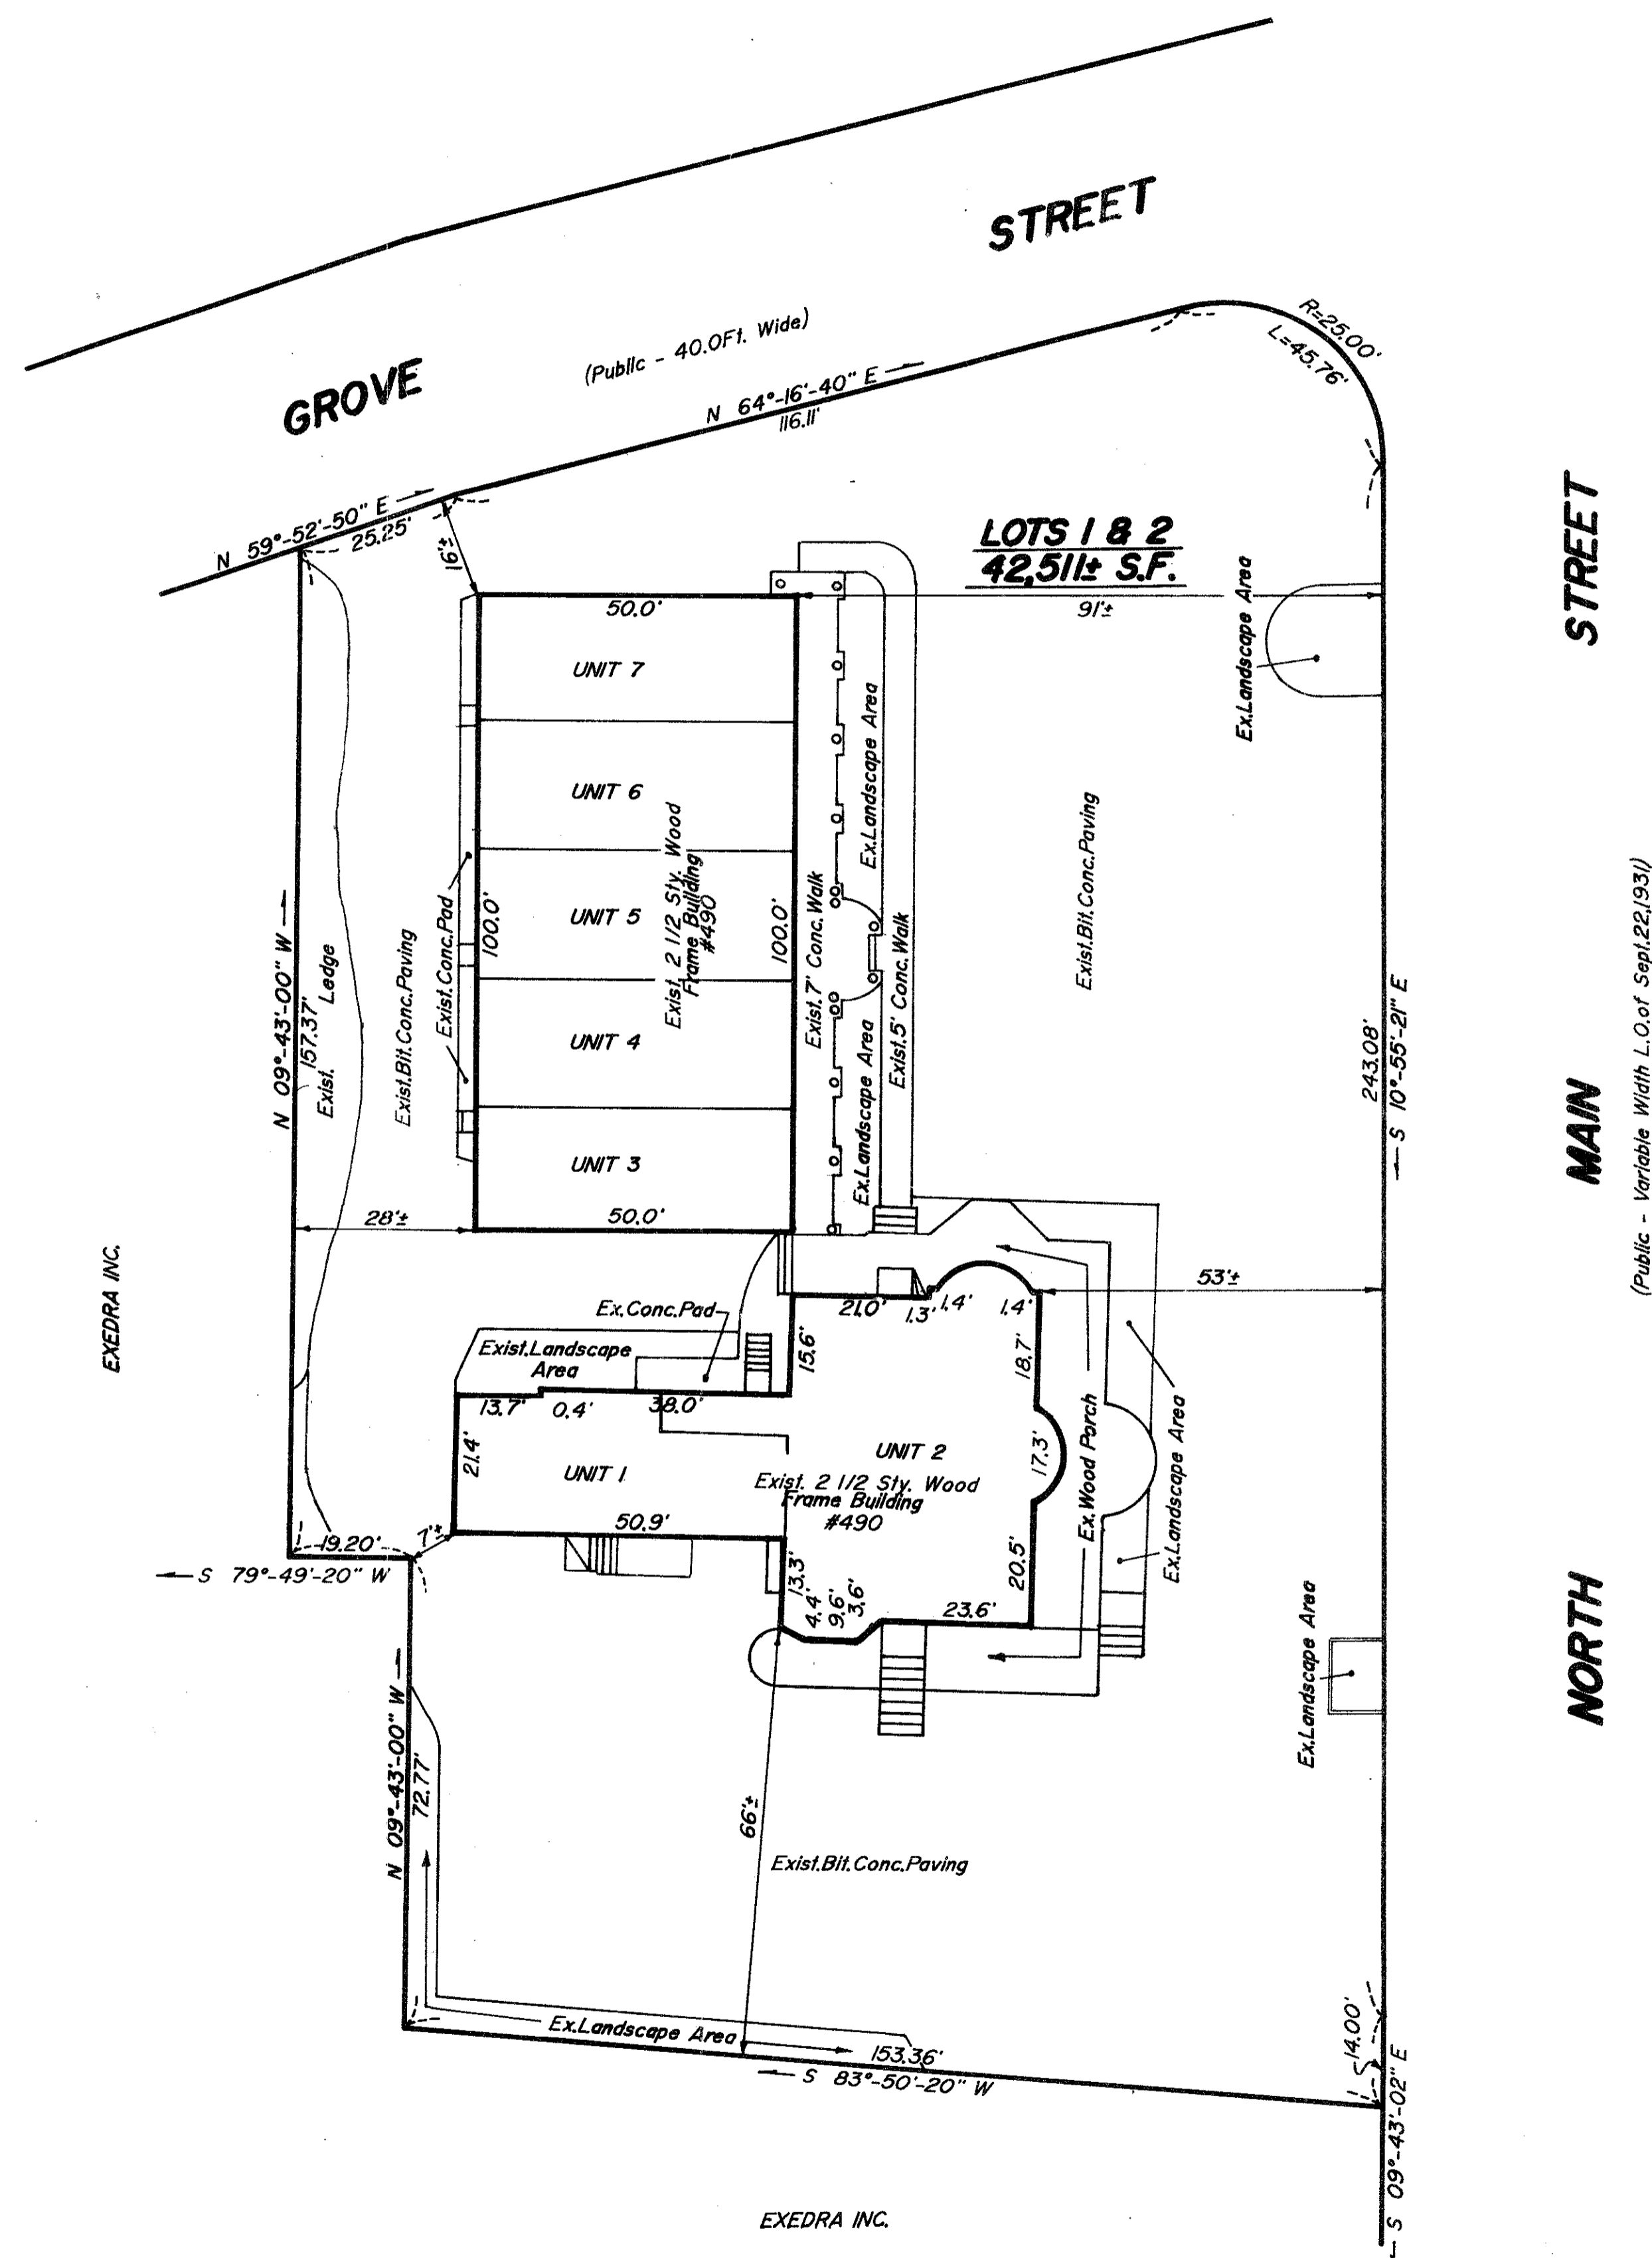 STREET
GROVE
(Public - 40.0Ft. Wide)
N 64°-16'-40" E
116.11'
R=25.00'
L=45.76'
N 59°-52'-50" E
25.25'
16'±
LOTS 1 & 2
42,511± S.F.
91'±
Ex.Landscape Area
STREET
MAIN
NORTH
(Public - Variable Width L.O.of Sept.22,1931)
50.0'
UNIT 7
UNIT 6
UNIT 5
UNIT 4
UNIT 3
Exist. 2 1/2 Sty. Wood
Frame Building
#490
100.0'
100.0'
50.0'
Exist.7' Conc.Walk
Ex.Landscape Area
Ex.Landscape Area
Exist.5' Conc.Walk
Exist.Bit.Conc.Paving
N 09°-43'-00" W
157.37'
Exist. Ledge
Exist.Bit.Conc.Paving
Exist.Conc.Pad
243.08'
S 10°-55'-21" E
28'±
EXEDRA INC.
53'±
Ex.Conc.Pad
Exist.Landscape
Area
21.0'
1.3'
1.4'
1.4'
15.6'
18.7'
13.7'
0.4'
38.0'
21.4'
UNIT 1
UNIT 2
Exist. 2 1/2 Sty. Wood
Frame Building
#490
17.3'
Ex.Wood Porch
Ex.Landscape Area
50.9'
7'±
19.20'
S 79°-49'-20" W
13.3'
4.4'
9.6'
3.6'
23.6'
20.5'
Ex.Landscape Area
N 09°-43'-00" W
72.77'
66'±
Exist.Bit.Conc.Paving
Ex.Landscape Area
153.36'
S 83°-50'-20" W
14.00'
S 09°-43'-02" E
EXEDRA INC.